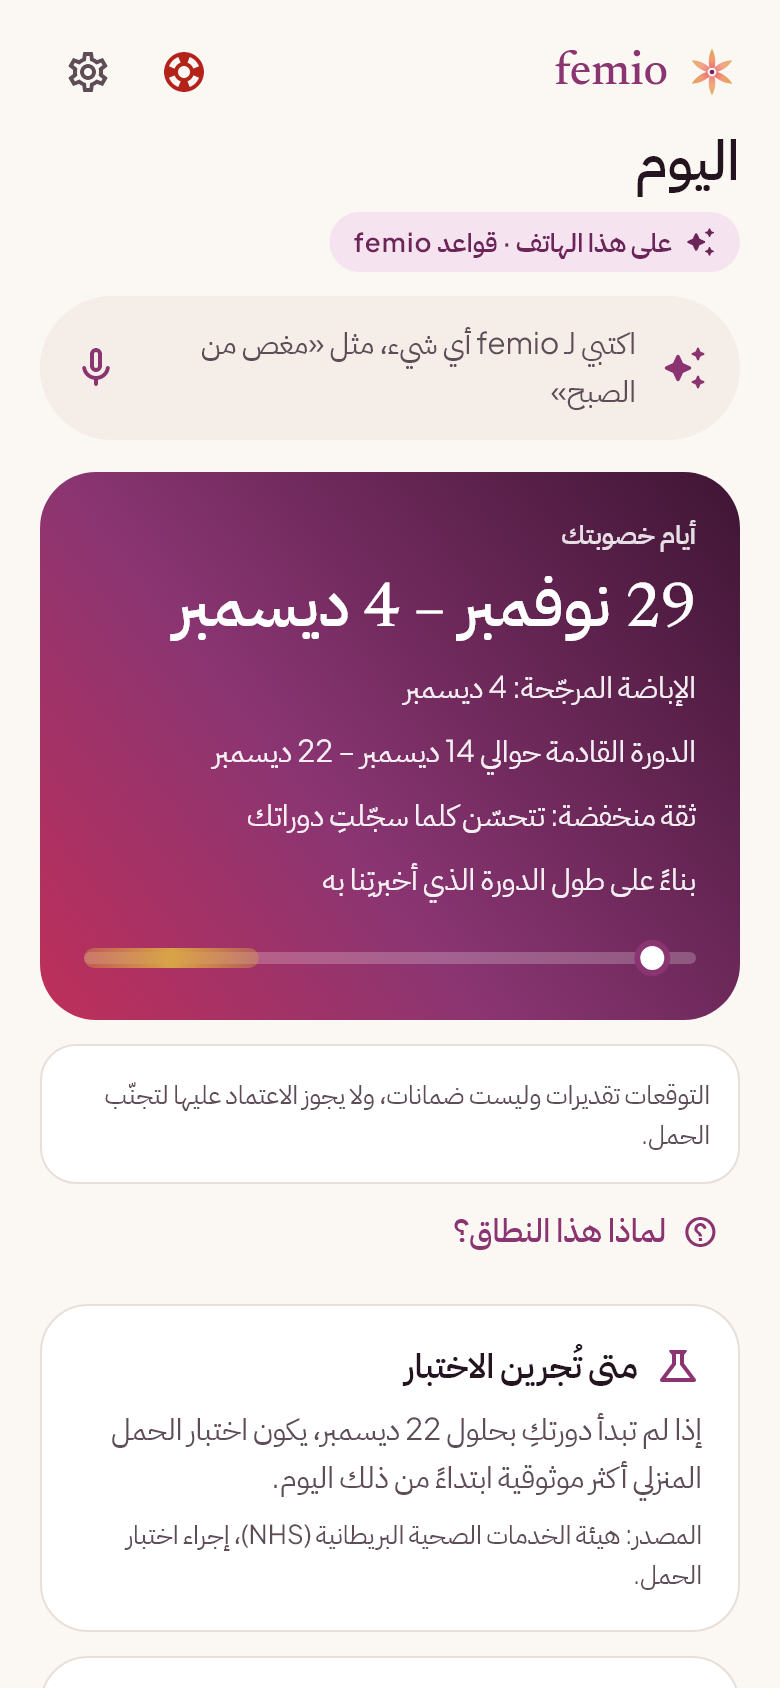 femio
اليوم
على هذا الهاتف · قواعد femio
اكتبي لـ femio أي شيء، مثل «مغص من
الصبح»
أيام خصوبتك
29 نوفمبر – 4 ديسمبر
الإباضة المرجّحة: 4 ديسمبر
الدورة القادمة حوالي 14 ديسمبر – 22 ديسمبر
ثقة منخفضة: تتحسّن كلما سجّلتِ دوراتك
بناءً على طول الدورة الذي أخبرتِنا به
التوقعات تقديرات وليست ضمانات، ولا يجوز الاعتماد عليها لتجنّب
الحمل.
لماذا هذا النطاق؟
متى تُجرين الاختبار
إذا لم تبدأ دورتكِ بحلول 22 ديسمبر، يكون اختبار الحمل
المنزلي أكثر موثوقية ابتداءً من ذلك اليوم.
المصدر: هيئة الخدمات الصحية البريطانية (NHS)، إجراء اختبار
الحمل.